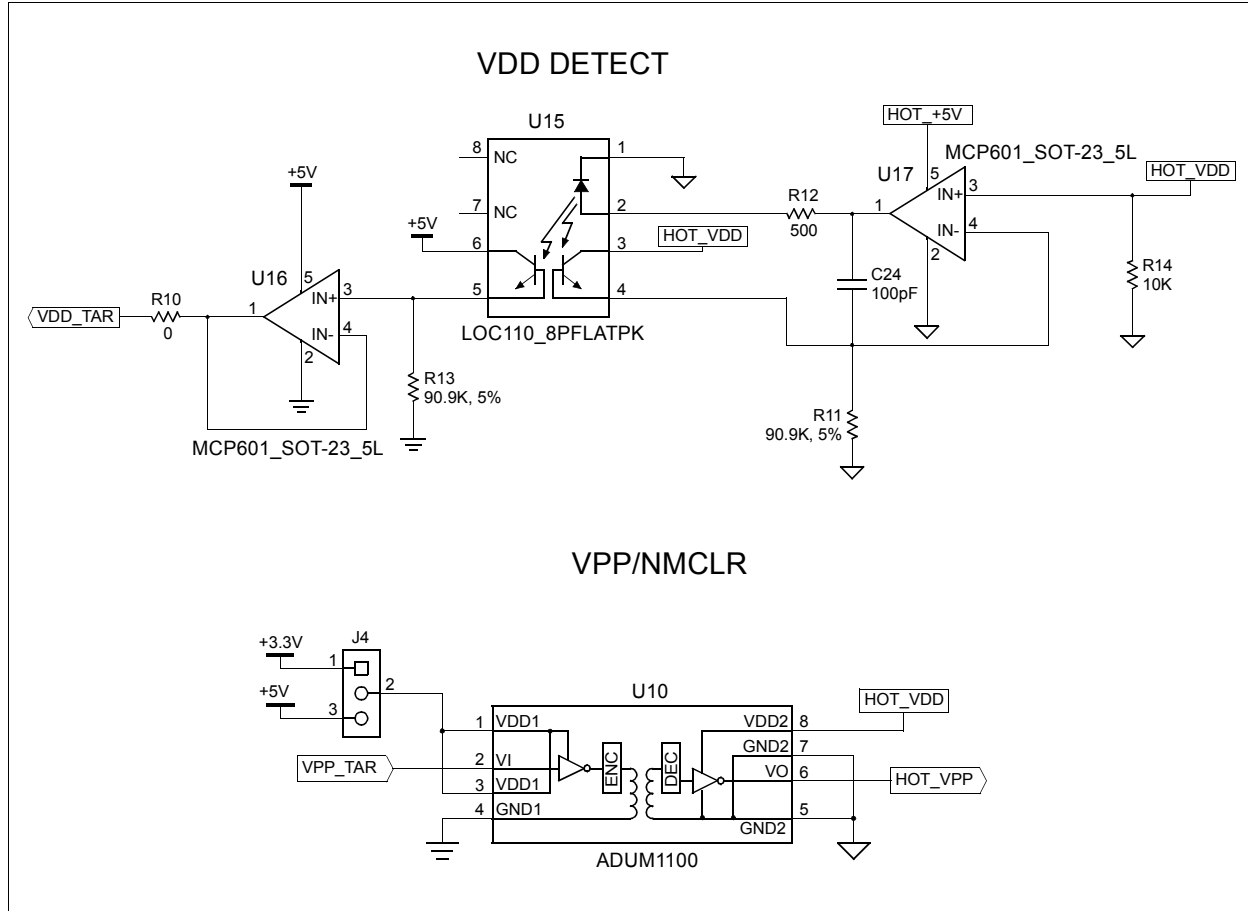 VDD DETECT
U15
HOT_+5V
MCP601_SOT-23_5L
8
NC
1
U17
5
3
IN+
HOT_VDD
+5V
R12
7
NC
2
500
1
IN-
4
+5V
6
3
HOT_VDD
2
C24
100pF
R14
10K
U16
5
3
IN+
5
4
R10
1
VDD_TAR
0
IN-
4
2
LOC110_8PFLATPK
R13
90.9K, 5%
R11
90.9K, 5%
MCP601_SOT-23_5L
VPP/NMCLR
J4
+3.3V
1
2
+5V
3
U10
HOT_VDD
1
VDD1
VDD2
8
GND2
7
VPP_TAR
2
VI
ENC
DEC
VO
6
HOT_VPP
3
VDD1
4
GND1
5
GND2
ADUM1100